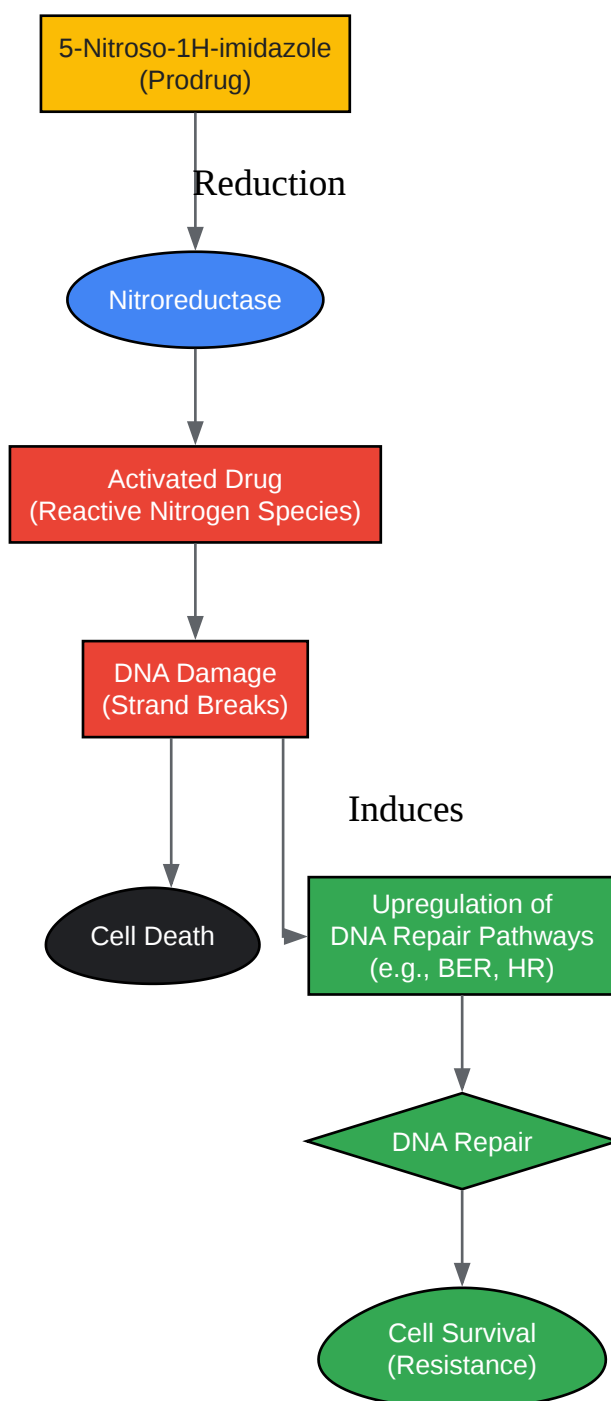 5-Nitroso-1H-imidazole
(Prodrug)
Reduction
Nitroreductase
Activated Drug
(Reactive Nitrogen Species)
DNA Damage
(Strand Breaks)
Induces
Cell Death
Upregulation of
DNA Repair Pathways
(e.g., BER, HR)
DNA Repair
Cell Survival
(Resistance)